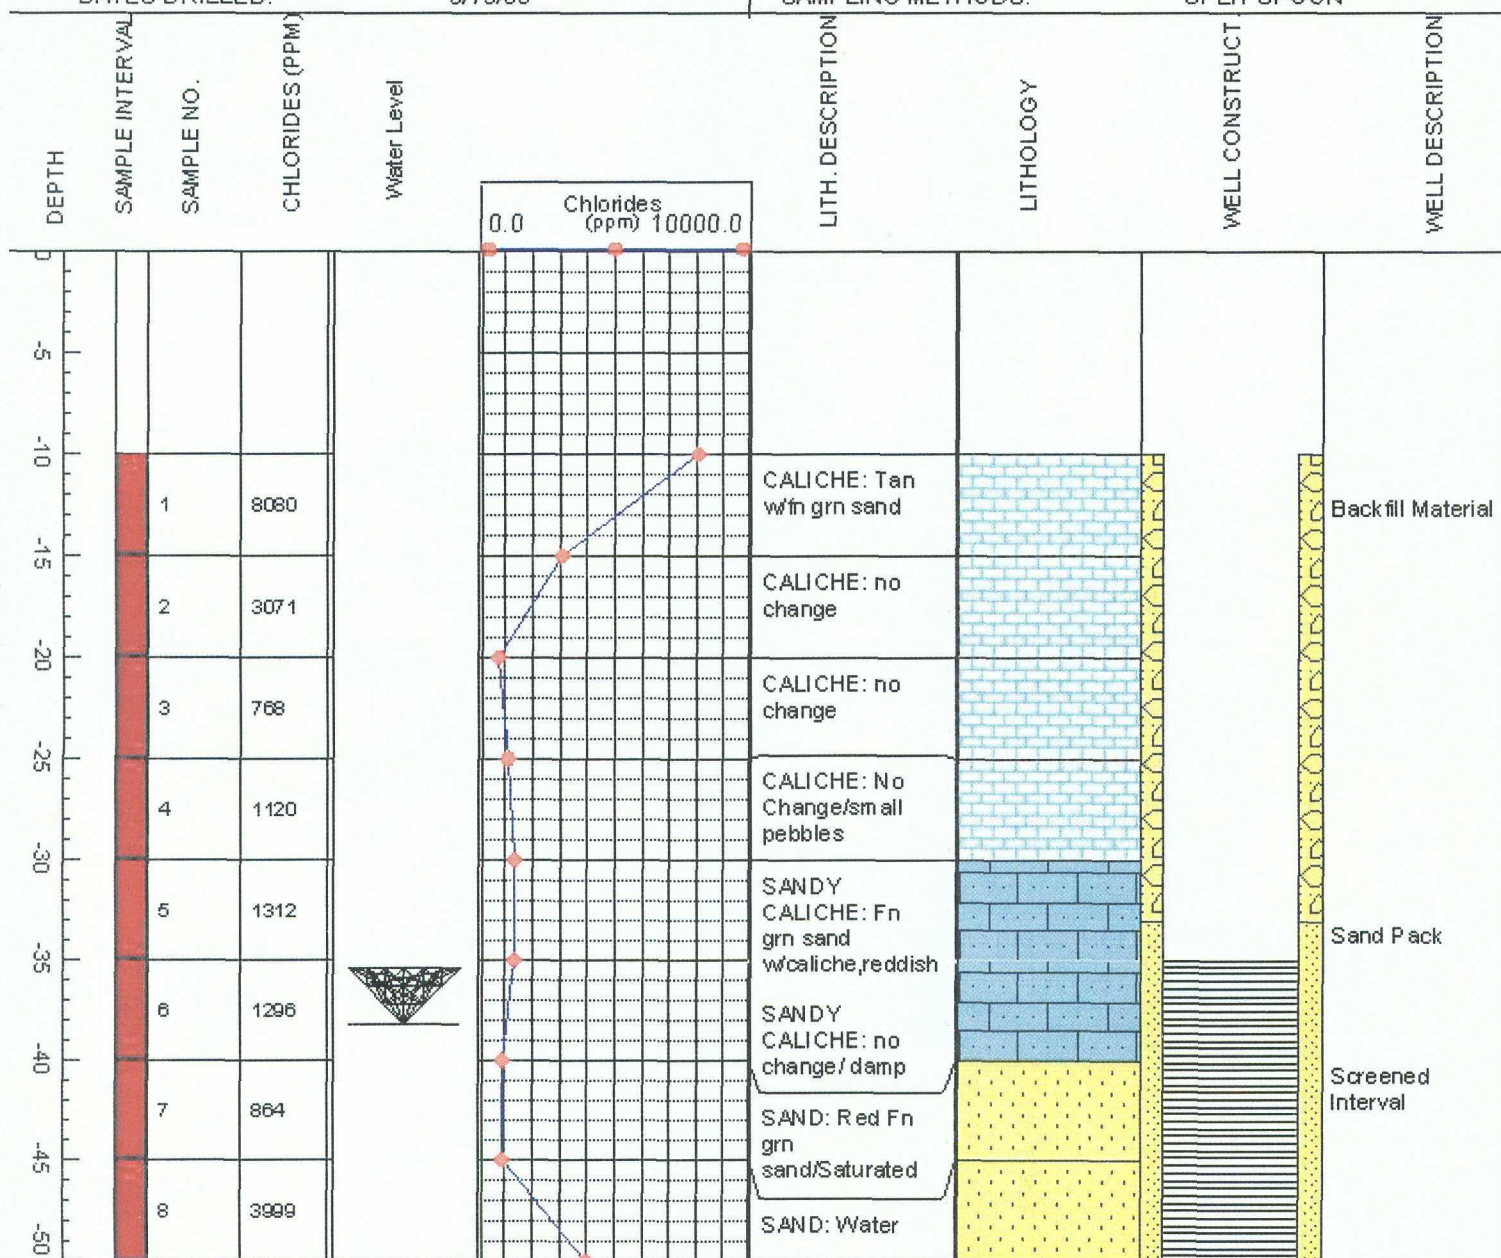 DEPTH
SAMPLE INTERVAL
SAMPLE NO.
CHLORIDES (PPM)
Water Level
Chlorides
0.0 (ppm) 10000.0
LITH. DESCRIPTION
LITHOLOGY
WELL CONSTRUCT.
WELL DESCRIPTION
0
-5
-10
CALICHE: Tan
w/fn grn sand
1 8080
Backfill Material
-15
CALICHE: no
change
2 3071
-20
CALICHE: no
change
3 768
-25
CALICHE: No
Change/small
pebbles
4 1120
-30
SANDY
CALICHE: Fn
grn sand
w/caliche,reddish
5 1312
Sand Pack
-35
SANDY
CALICHE: no
change/ damp
6 1296
-40
Screened
Interval
SAND: Red Fn
grn
sand/Saturated
7 864
-45
SAND: Water
8 3999
-50